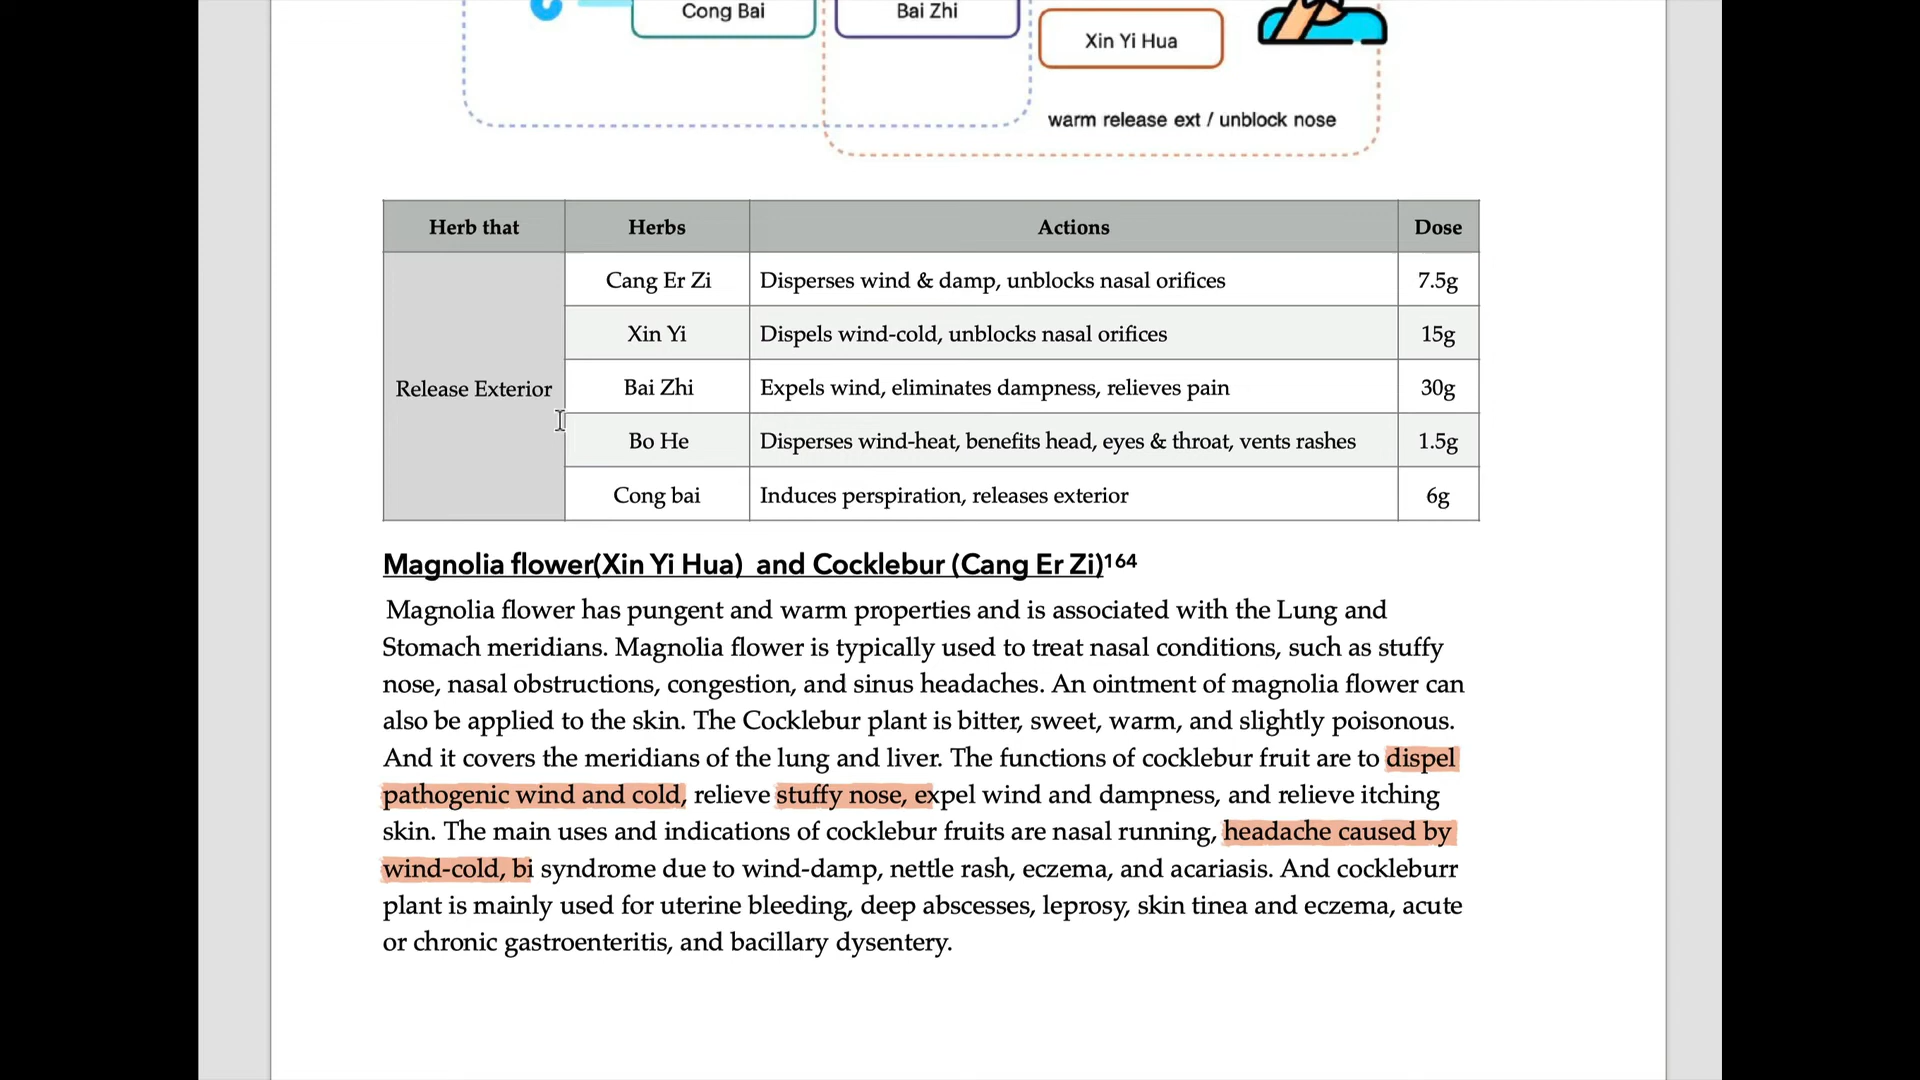 Cong Bai
Bai Zhi
Xin Yi Hua
warm release ext / unblock nose
Herb that Herbs Actions Dose
Release Exterior
Cang Er Zi Disperses wind & damp, unblocks nasal orifices 7.5g
Xin Yi Dispels wind-cold, unblocks nasal orifices 15g
Bai Zhi Expels wind, eliminates dampness, relieves pain 30g
Bo He Disperses wind-heat, benefits head, eyes & throat, vents rashes 1.5g
Cong bai Induces perspiration, releases exterior 6g
Magnolia flower(Xin Yi Hua)  and Cocklebur (Cang Er Zi)164
Magnolia flower has pungent and warm properties and is associated with the Lung and
Stomach meridians. Magnolia flower is typically used to treat nasal conditions, such as stuffy
nose, nasal obstructions, congestion, and sinus headaches. An ointment of magnolia flower can
also be applied to the skin. The Cocklebur plant is bitter, sweet, warm, and slightly poisonous.
And it covers the meridians of the lung and liver. The functions of cocklebur fruit are to dispel
pathogenic wind and cold, relieve stuffy nose, expel wind and dampness, and relieve itching
skin. The main uses and indications of cocklebur fruits are nasal running, headache caused by
wind-cold, bi syndrome due to wind-damp, nettle rash, eczema, and acariasis. And cockleburr
plant is mainly used for uterine bleeding, deep abscesses, leprosy, skin tinea and eczema, acute
or chronic gastroenteritis, and bacillary dysentery.